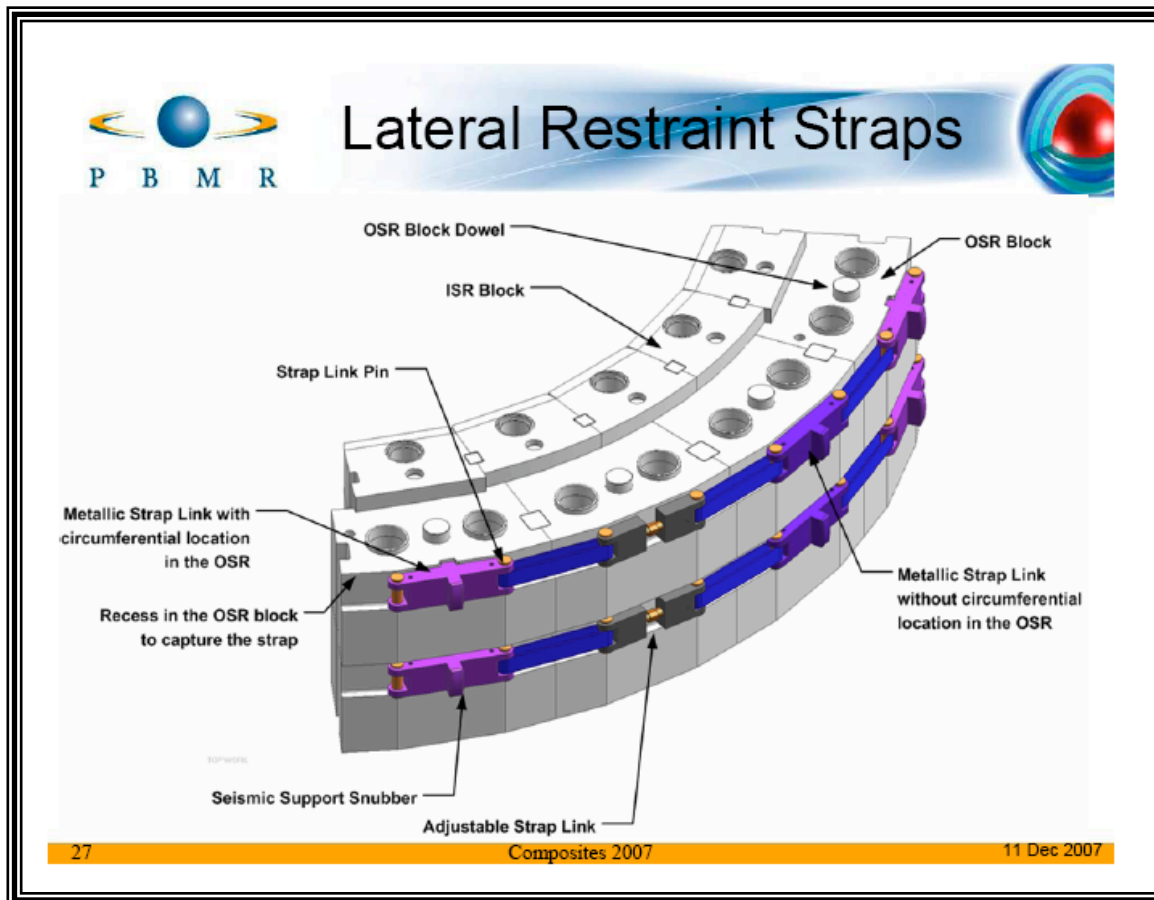 P B M R
Lateral Restraint Straps
OSR Block Dowel
OSR Block
ISR Block
Strap Link Pin
Metallic Strap Link with
circumferential location
in the OSR
Recess in the OSR block
to capture the strap
Metallic Strap Link
without circumferential
location in the OSR
Seismic Support Snubber
Adjustable Strap Link
27
Composites 2007
11 Dec 2007